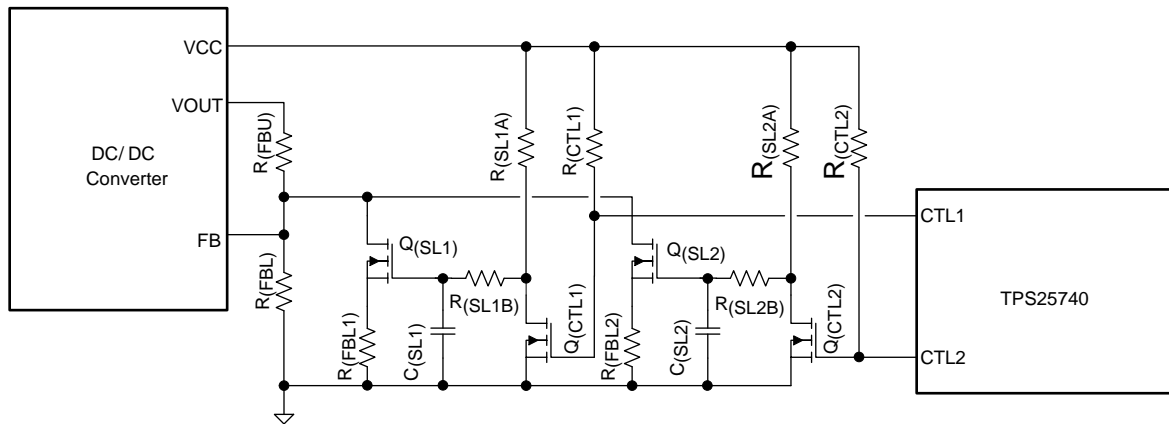 VCC
VOUT
DC/ DC
Converter
FB
R(FBU)
R(FBL)
Q(SL1)
R(FBL1)
C(SL1)
R(SL1B)
R(SL1A)
R(CTL1)
Q(CTL1)
Q(SL2)
R(FBL2)
C(SL2)
R(SL2B)
R(SL2A)
R(CTL2)
Q(CTL2)
CTL1
TPS25740
CTL2